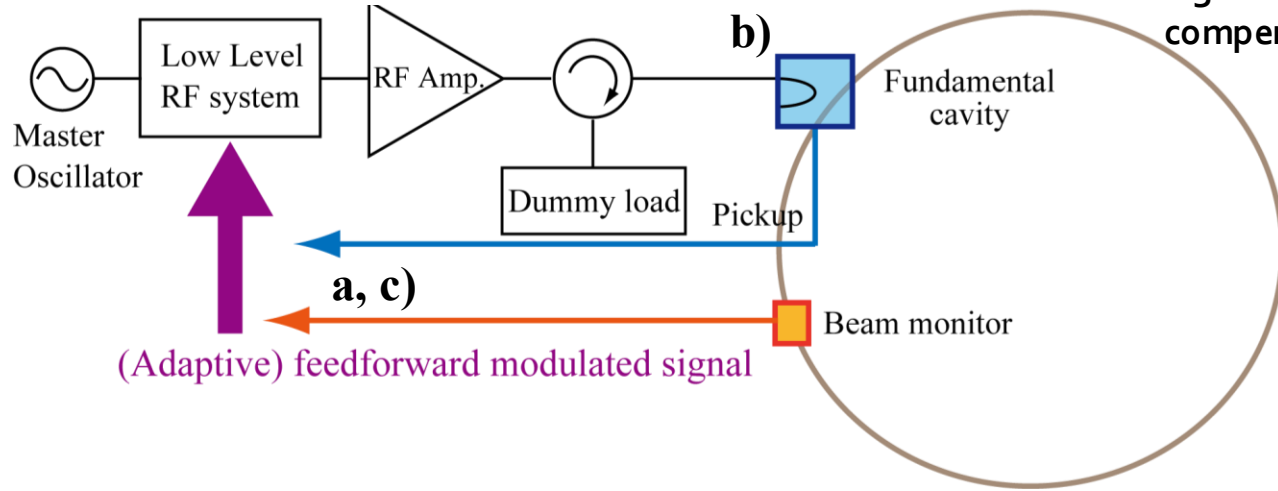 b)
Low Level
RF system
RF Amp.
Fundamental
cavity
Master
Oscillator
Dummy load
Pickup
a, c)
Beam monitor
(Adaptive) feedforward modulated signal